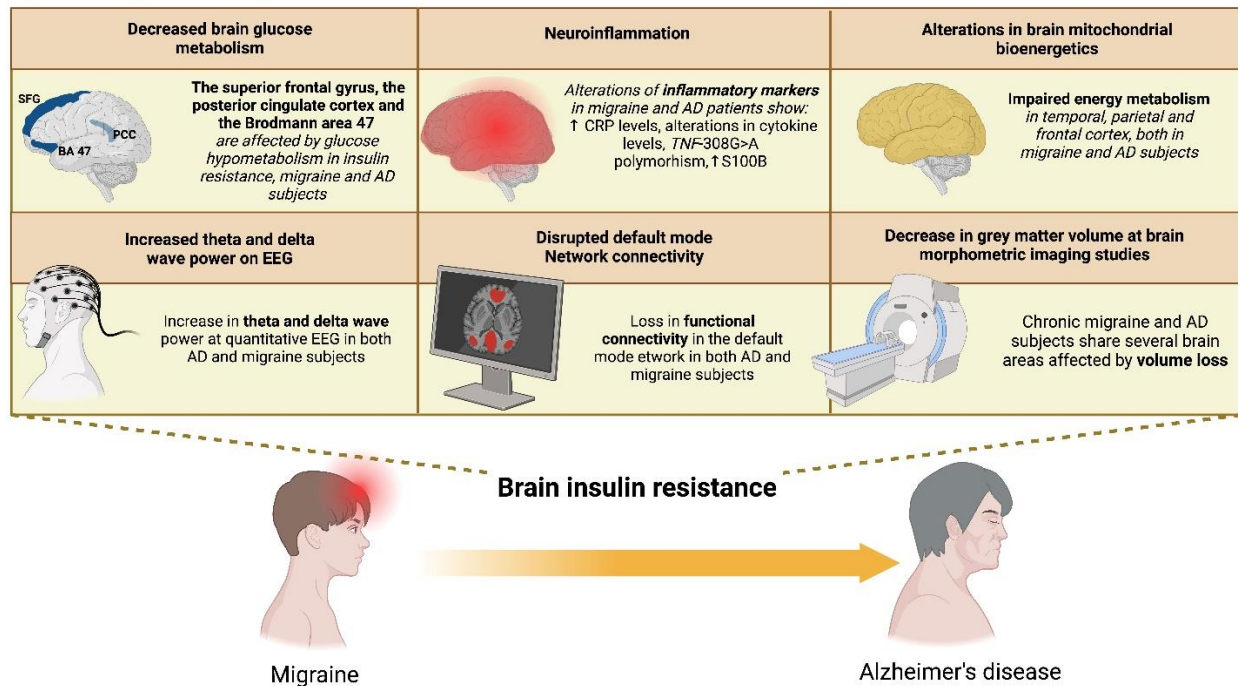 Decreased brain glucose
metabolism
Neuroinflammation
Alterations in brain mitochondrial
bioenergetics
SFG
PCC
BA 47
The superior frontal gyrus, the
posterior cingulate cortex and
the Brodmann area 47
are affected by glucose
hypometabolism in insulin
resistance, migraine and AD
subjects
Alterations of inflammatory markers
in migraine and AD patients show:
↑ CRP levels, alterations in cytokine
levels, TNF-308G>A
polymorhism, ↑ S100B
Impaired energy metabolism
in temporal, parietal and
frontal cortex, both in
migraine and AD subjects
Increased theta and delta
wave power on EEG
Disrupted default mode
Network connectivity
Decrease in grey matter volume at brain
morphometric imaging studies
Increase in theta and delta wave
power at quantitative EEG in both
AD and migraine subjects
Loss in functional
connectivity in the default
mode etwork in both AD and
migraine subjects
Chronic migraine and AD
subjects share several brain
areas affected by volume loss
Brain insulin resistance
Migraine
Alzheimer's disease